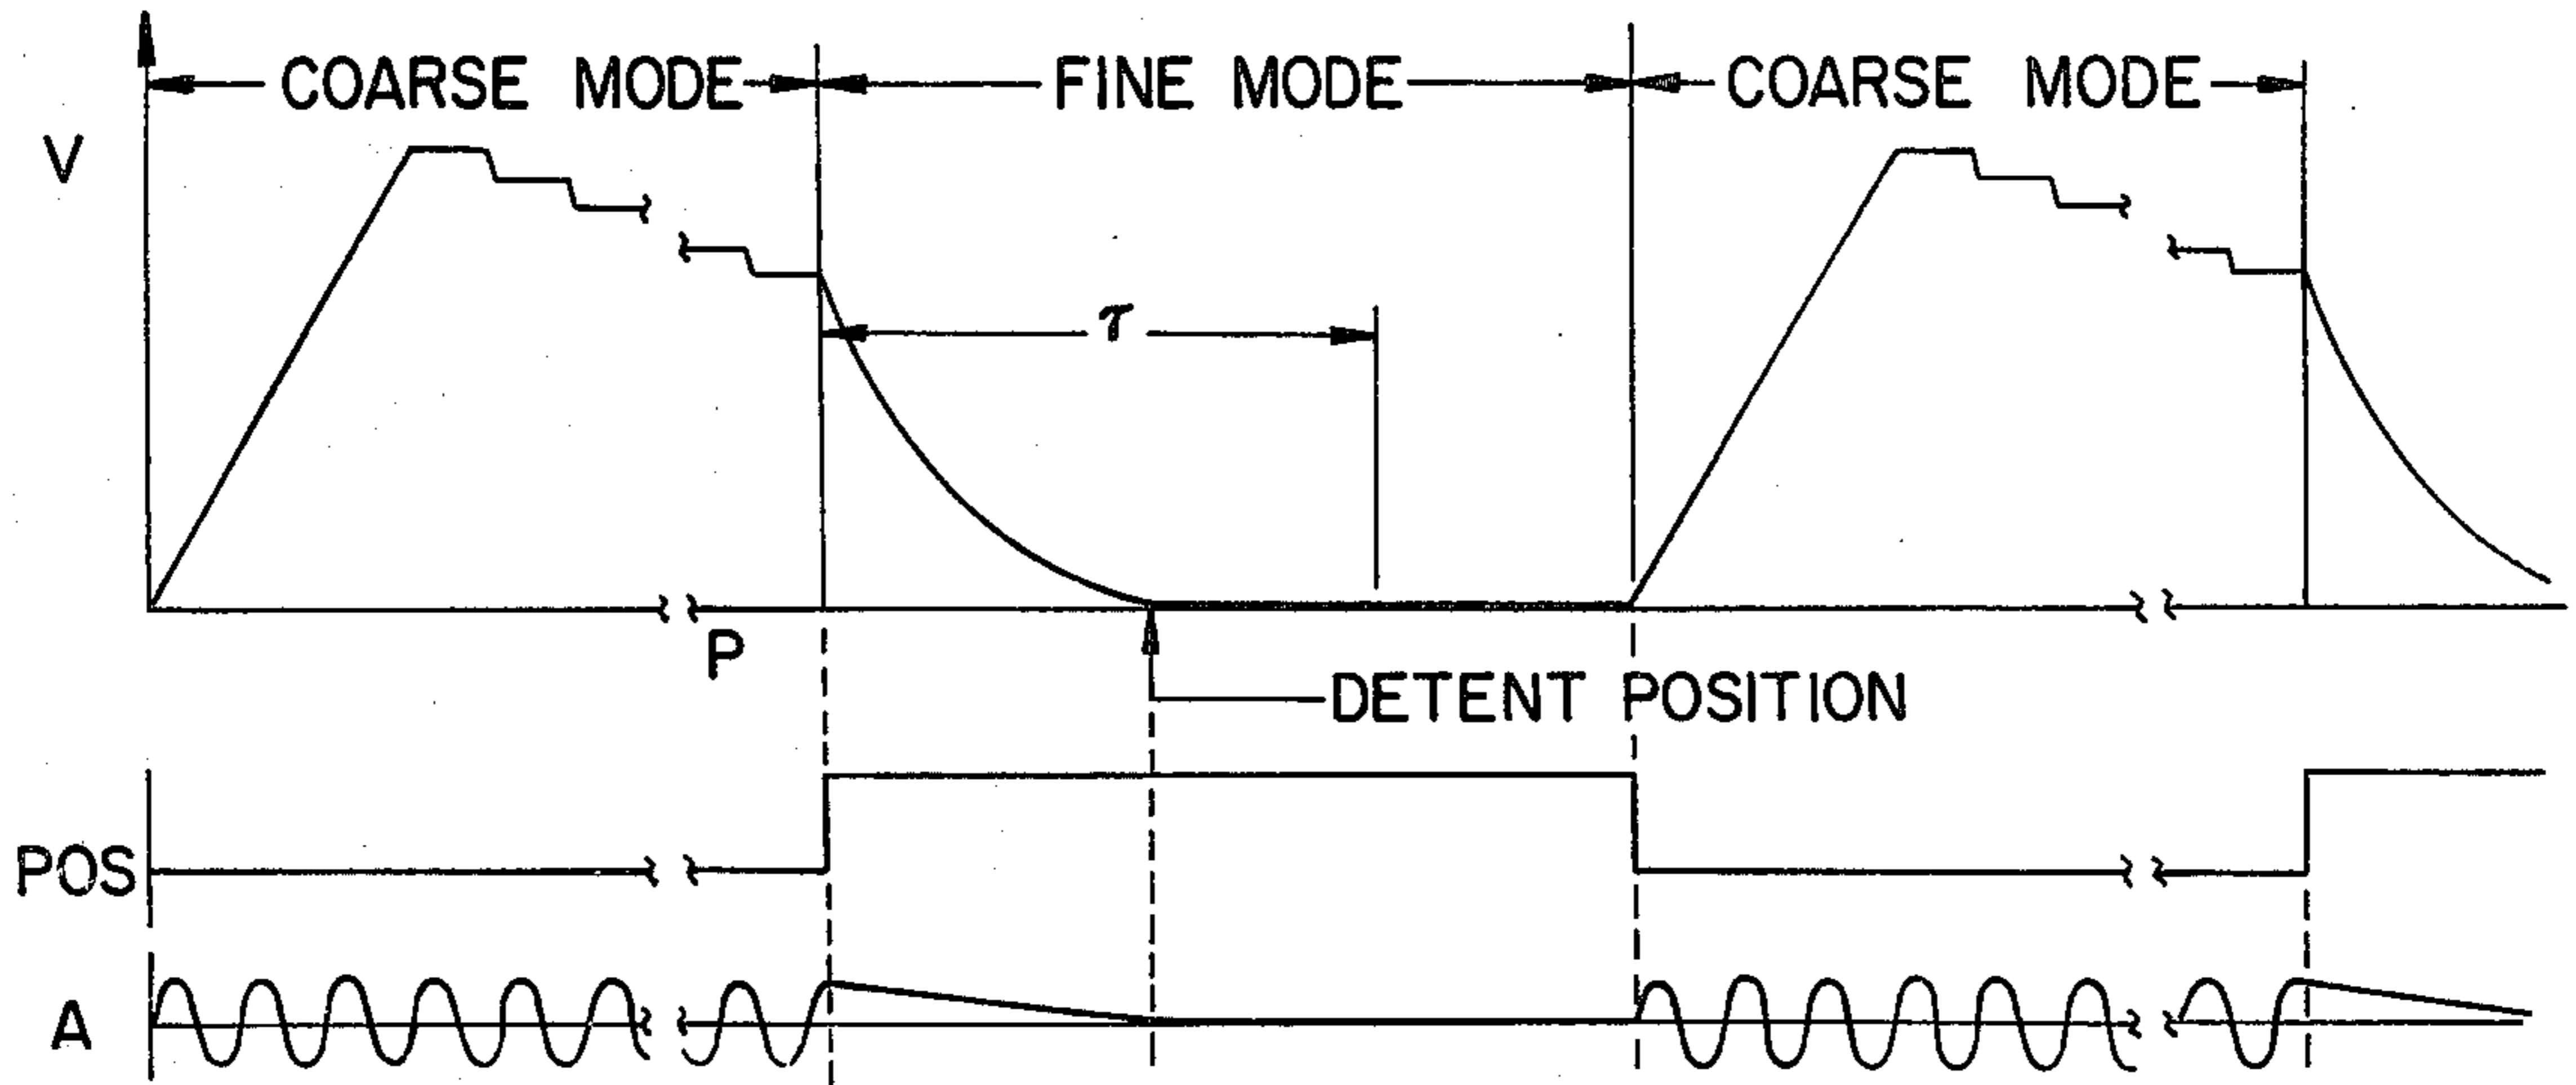 COARSE MODE FINE MODE COARSE MODE
V
τ
P
DETENT POSITION
POS
A